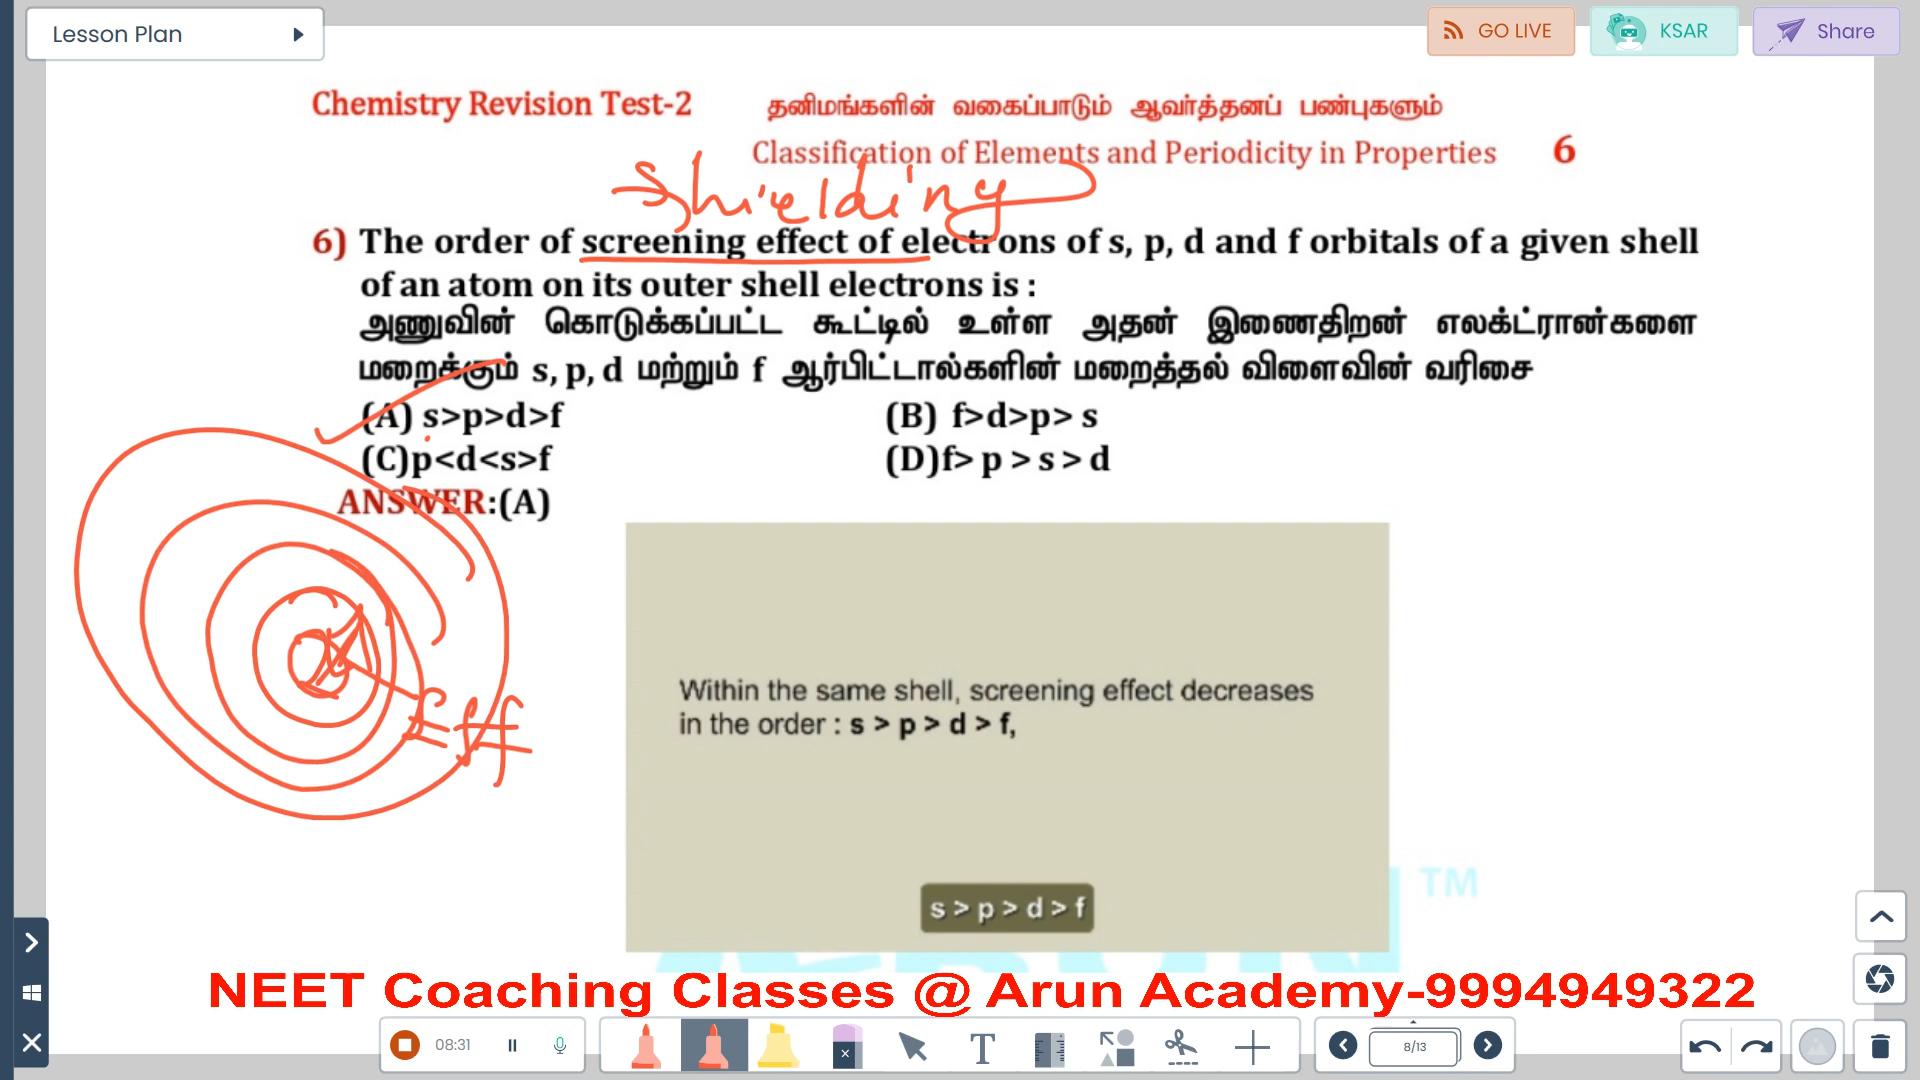 Lesson Plan
GO LIVE
KSAR
Share
Chemistry Revision Test-2
தனிமங்களின் வகைப்பாடும் ஆவர்த்தனப் பண்புகளும்
Classification of Elements and Periodicity in Properties 6
shielding
6) The order of screening effect of electrons of s, p, d and f orbitals of a given shell
of an atom on its outer shell electrons is :
அணுவின் கொடுக்கப்பட்ட கூட்டில் உள்ள அதன் இணைதிறன் எலக்ட்ரான்களை
மறைக்கும் s, p, d மற்றும் f ஆர்பிட்டால்களின் மறைத்தல் விளைவின் வரிசை
(A) s>p>d>f
(B) f>d>p> s
(C)p<d<s>f
(D)f> p > s > d
ANSWER:(A)
Within the same shell, screening effect decreases
in the order : s > p > d > f,
s > p > d > f
TM
NEET Coaching Classes @ Arun Academy-9994949322
08:31
8/13